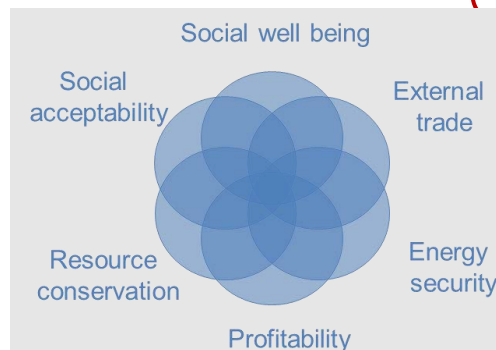 Social well being
Social
acceptability
External
trade
Resource
conservation
Energy
security
Profitability